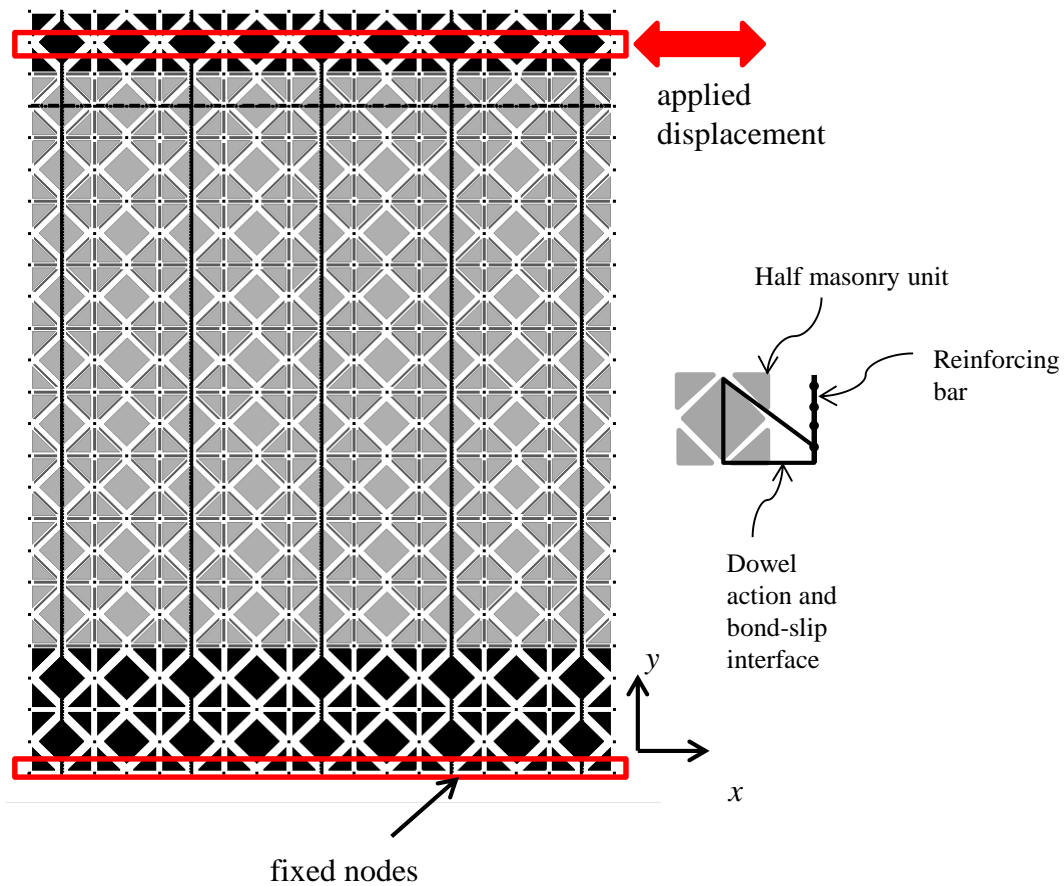 applied
displacement
Half masonry unit
Reinforcing
bar
Dowel
action and
bond-slip
interface
y
x
fixed nodes